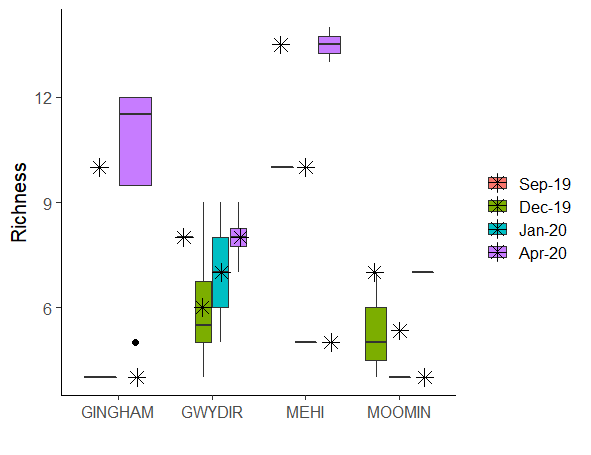 Richness
12
9
6
GINGHAM GWYDIR MEHI MOOMIN
Sep-19
Dec-19
Jan-20
Apr-20